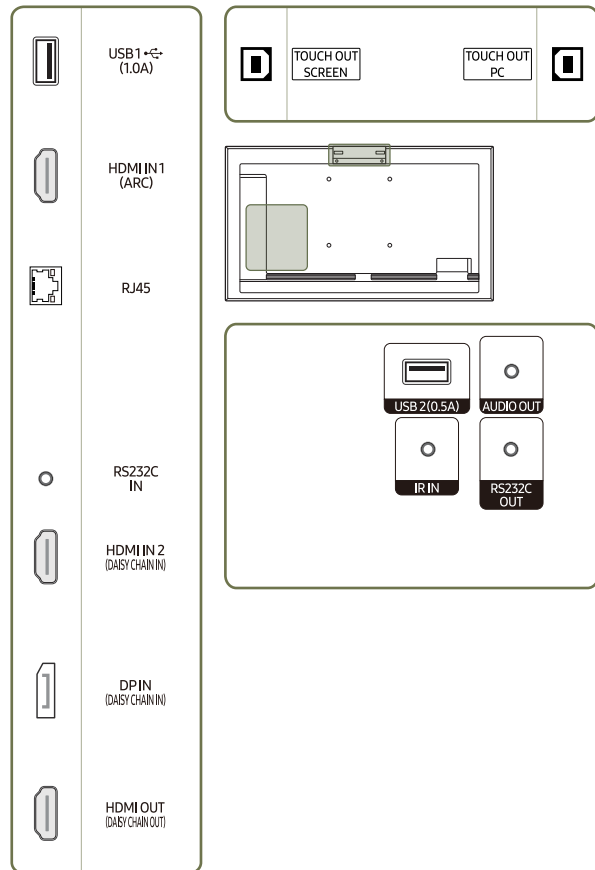 USB1
(1.0A)
HDMI IN 1
(ARC)
RJ45
RS232C
IN
HDMI IN 2
(DAISY CHAIN IN)
DP IN
(DAISY CHAIN IN)
HDMI OUT
(DAISY CHAIN OUT)
TOUCH OUT
SCREEN
TOUCH OUT
PC
USB 2(0.5A)
AUDIO OUT
IR IN
RS232C
OUT